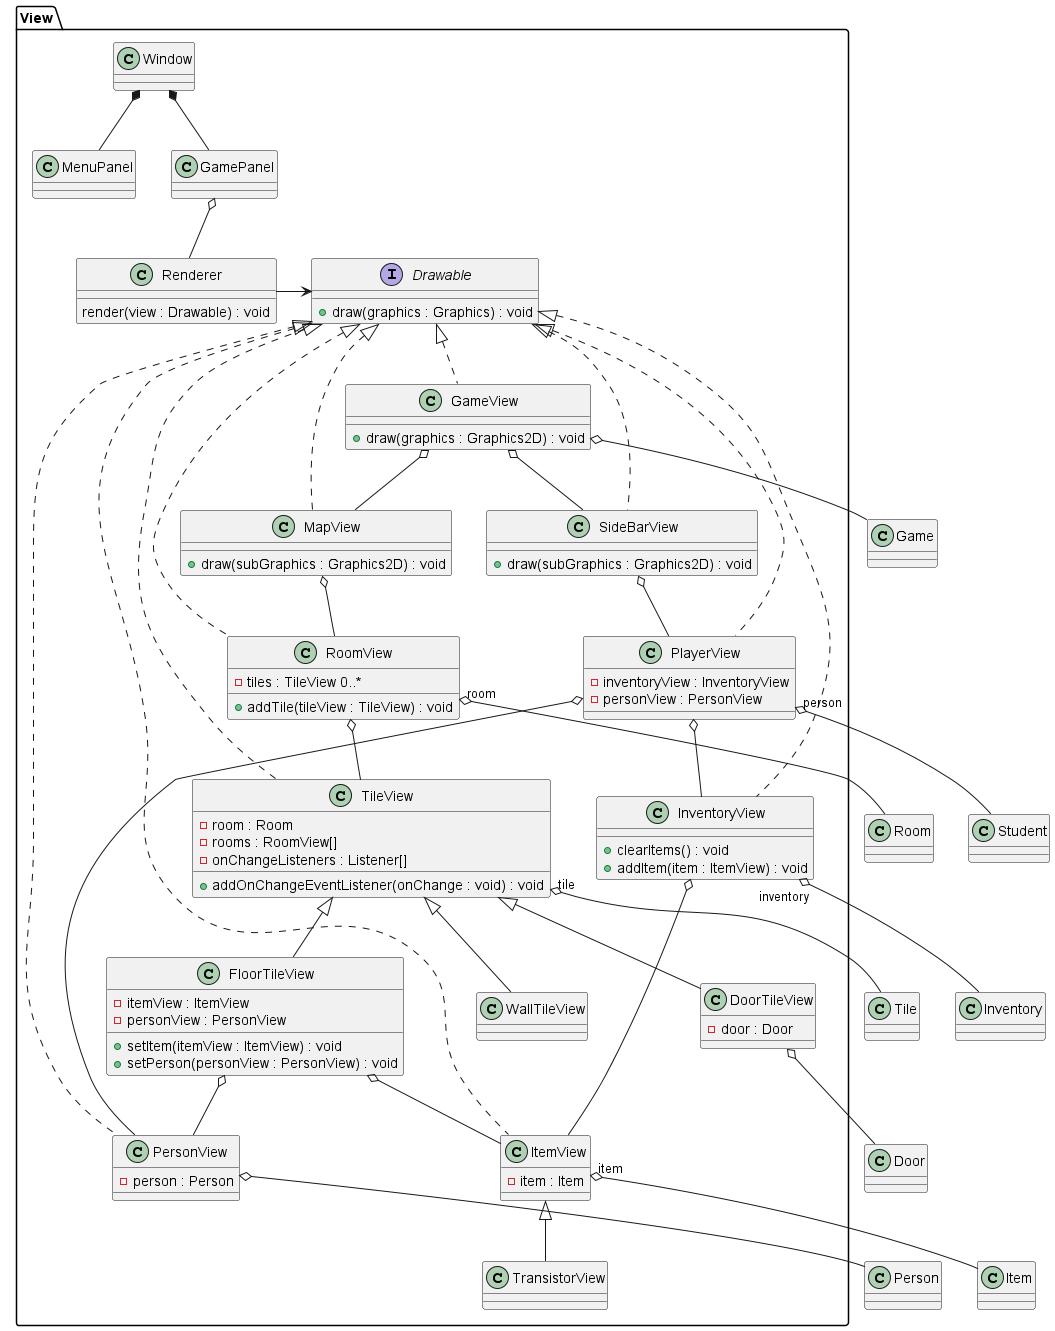 View
C Window
C MenuPanel
C GamePanel
C Renderer
render(view : Drawable) : void
I Drawable
draw(graphics : Graphics) : void
C GameView
draw(graphics : Graphics2D) : void
C MapView
draw(subGraphics : Graphics2D) : void
C SideBarView
draw(subGraphics : Graphics2D) : void
C Game
C RoomView
tiles : TileView 0..*
addTile(tileView : TileView) : void
room
C PlayerView
inventoryView : InventoryView
personView : PersonView
person
C TileView
room : Room
rooms : RoomView[]
onChangeListeners : Listener[]
addOnChangeEventListener(onChange : void) : void
tile
C InventoryView
clearItems() : void
addItem(item : ItemView) : void
inventory
C Room
C Student
C FloorTileView
itemView : ItemView
personView : PersonView
setItem(itemView : ItemView) : void
setPerson(personView : PersonView) : void
C WallTileView
C DoorTileView
door : Door
C Tile
C Inventory
C PersonView
person : Person
C ItemView
item : Item
item
C Door
C TransistorView
C Person
C Item